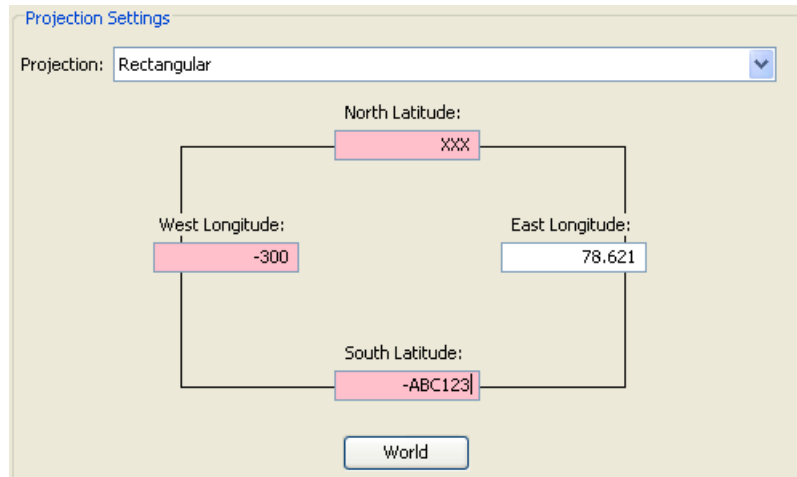 Projection Settings
Projection: Rectangular
North Latitude:
XXX
West Longitude:
East Longitude:
-300
78.621
South Latitude:
-ABC123
World